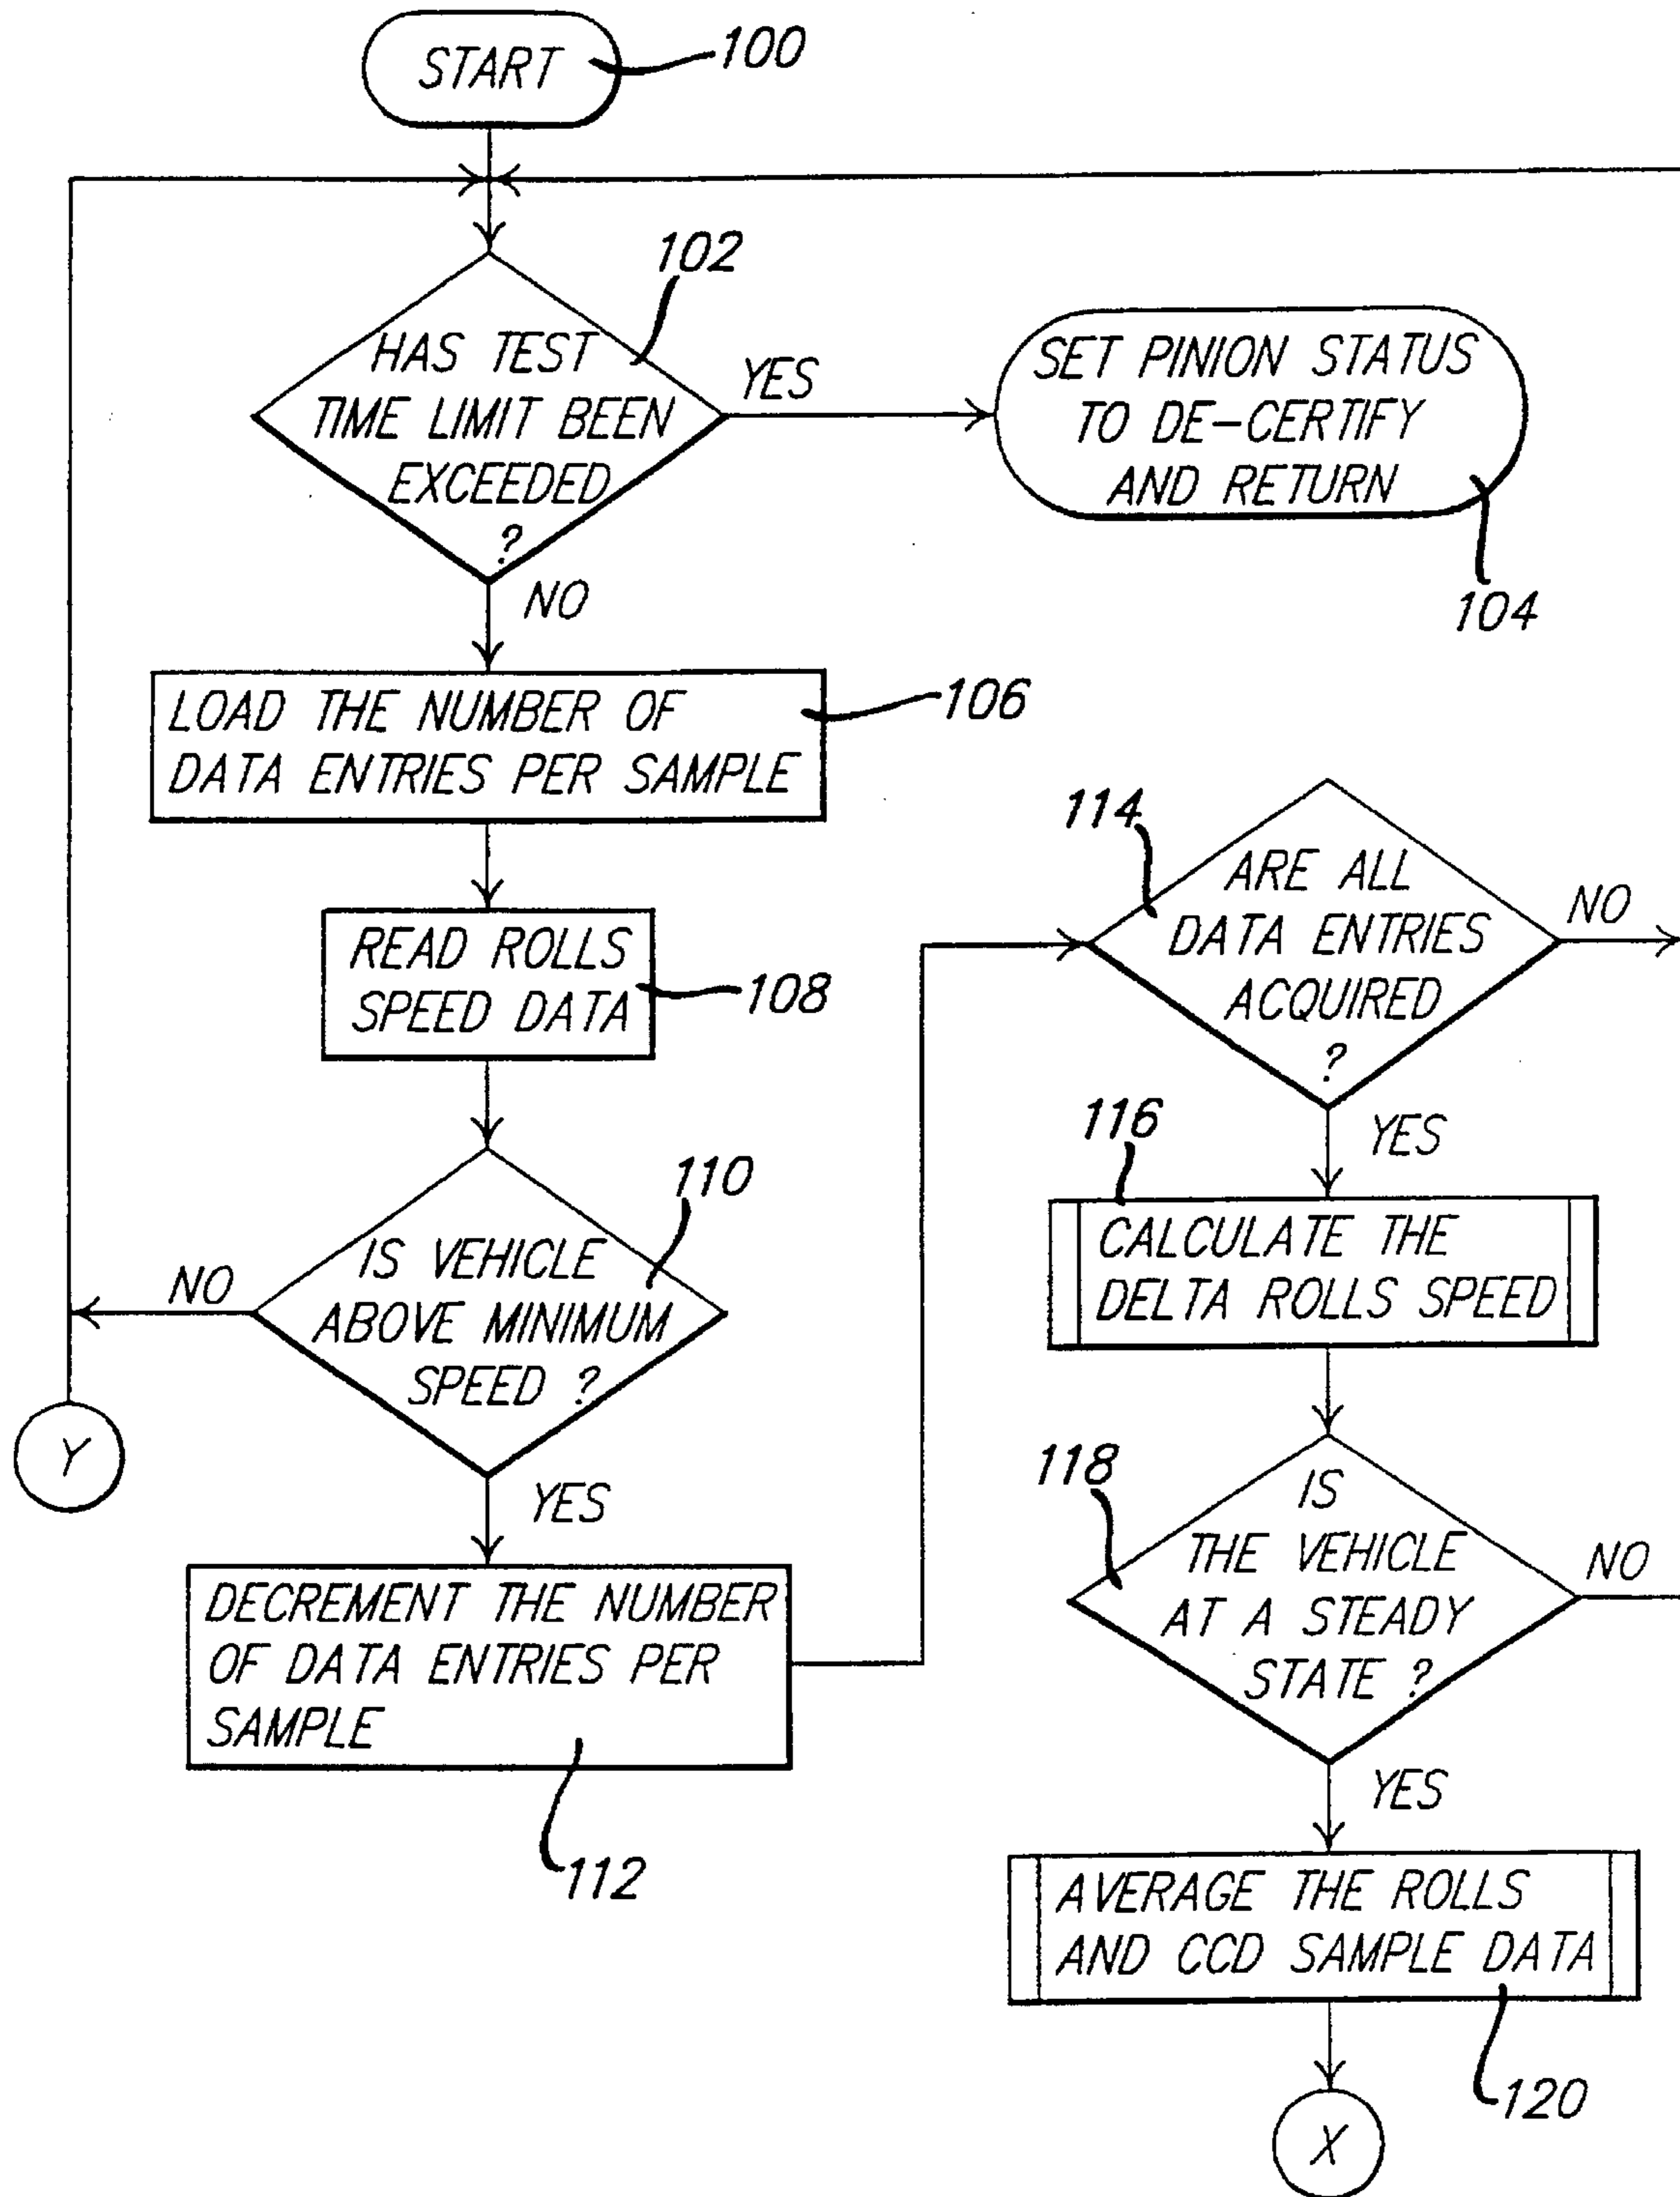 START
100
102
HAS TEST
TIME LIMIT BEEN
EXCEEDED
?
YES
SET PINION STATUS
TO DE-CERTIFY
AND RETURN
104
NO
LOAD THE NUMBER OF
DATA ENTRIES PER SAMPLE
106
READ ROLLS
SPEED DATA
108
110
IS VEHICLE
ABOVE MINIMUM
SPEED ?
NO
Y
YES
DECREMENT THE NUMBER
OF DATA ENTRIES PER
SAMPLE
112
114
ARE ALL
DATA ENTRIES
ACQUIRED
?
NO
YES
116
CALCULATE THE
DELTA ROLLS SPEED
118
IS
THE VEHICLE
AT A STEADY
STATE ?
NO
YES
AVERAGE THE ROLLS
AND CCD SAMPLE DATA
120
X